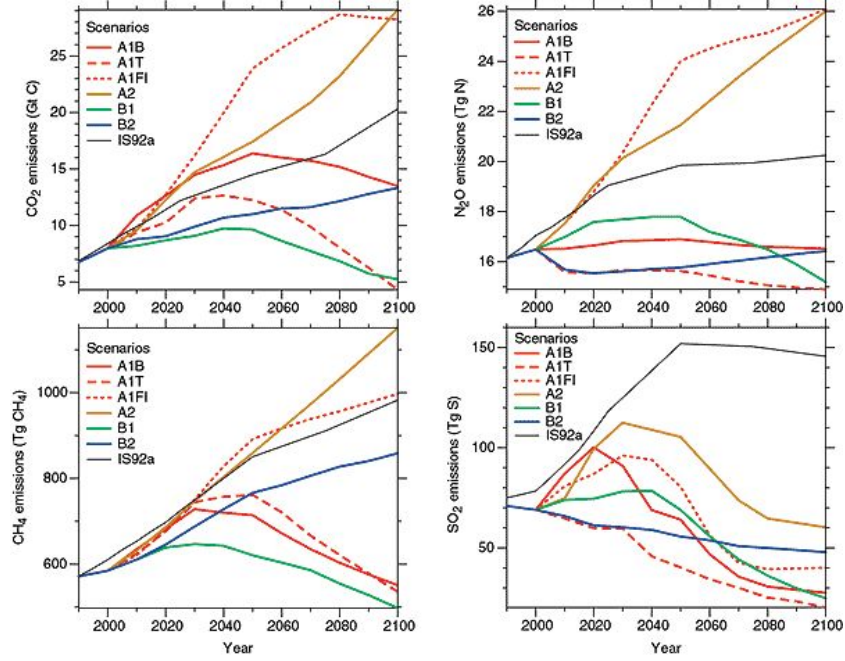 CO₂ emissions (Gt C)
25
20
15
10
5
Scenarios
A1B
A1T
A1FI
A2
B1
B2
IS92a
2000 2020 2040 2060 2080 2100
N₂O emissions (Tg N)
26
24
22
20
18
16
Scenarios
A1B
A1T
A1FI
A2
B1
B2
IS92a
2000 2020 2040 2060 2080 2100
CH₄ emissions (Tg CH₄)
1000
800
600
Scenarios
A1B
A1T
A1FI
A2
B1
B2
IS92a
2000 2020 2040 2060 2080 2100
Year
SO₂ emissions (Tg S)
150
100
50
Scenarios
A1B
A1T
A1FI
A2
B1
B2
IS92a
2000 2020 2040 2060 2080 2100
Year